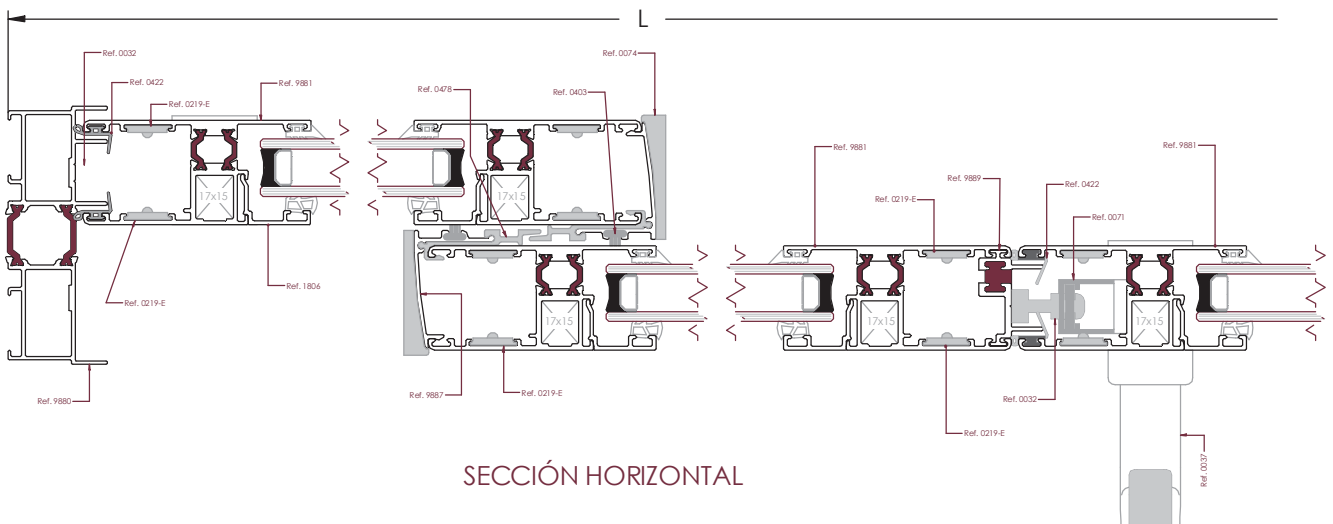 L
Ref. 0032
Ref. 0074
Ref. 0422
Ref. 9881
Ref. 0478
Ref. 0403
Ref. 0219-E
Ref. 9881
Ref. 9881
Ref. 9889
Ref. 0422
Ref. 0219-E
Ref. 0071
17x15
17x15
Ref. 1806
Ref. 0219-E
17x15
17x15
17x15
Ref. 9880
Ref. 9887
Ref. 0219-E
Ref. 0032
Ref. 0219-E
Ref. 0037
SECCIÓN HORIZONTAL